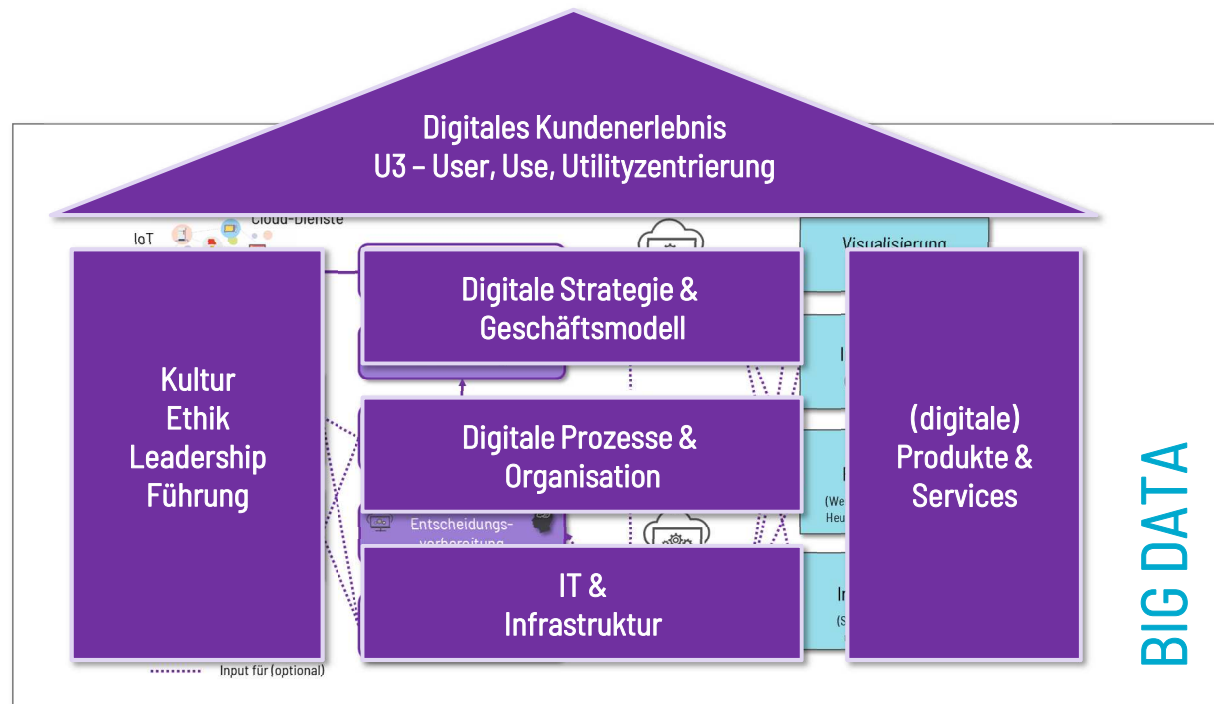 Digitales Kundenerlebnis
U3 – User, Use, Utilityzentrierung
Cloud-Dienste
IoT
Visualisierung
Digitale Strategie &
Geschäftsmodell
Kultur
Ethik
Leadership
Führung
Digitale Prozesse &
Organisation
(digitale)
Produkte &
Services
Entscheidungs-
vorbereitung
IT &
Infrastruktur
Input für (optional)
BIG DATA